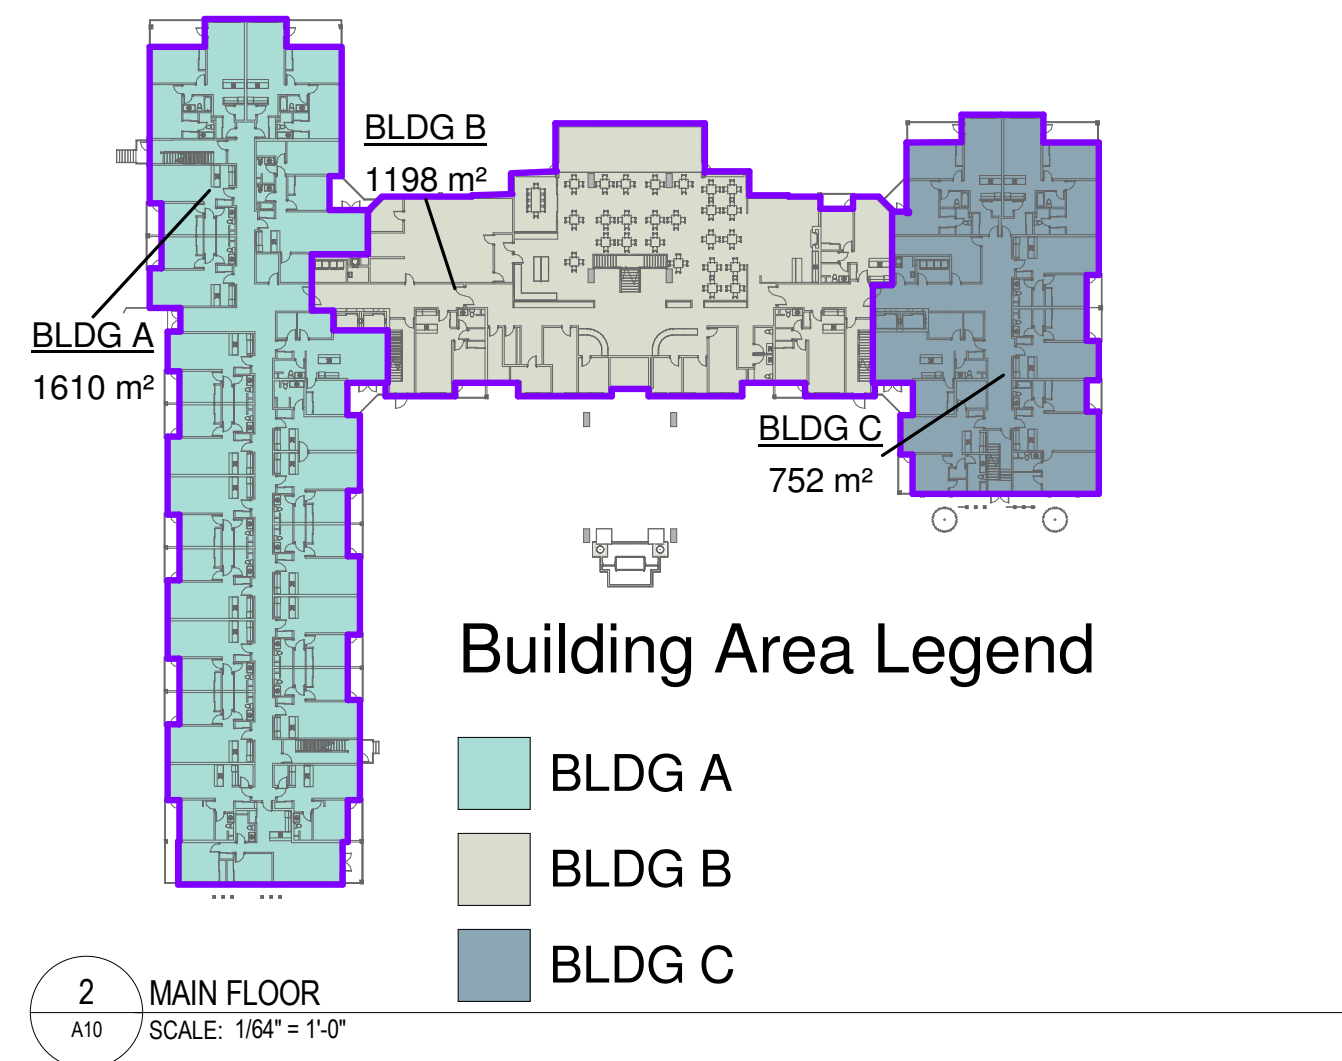 BLDG B
1198 m²
BLDG A
1610 m²
BLDG C
752 m²
Building Area Legend
BLDG A
BLDG B
BLDG C
2
A10
MAIN FLOOR
SCALE: 1/64" = 1'-0"